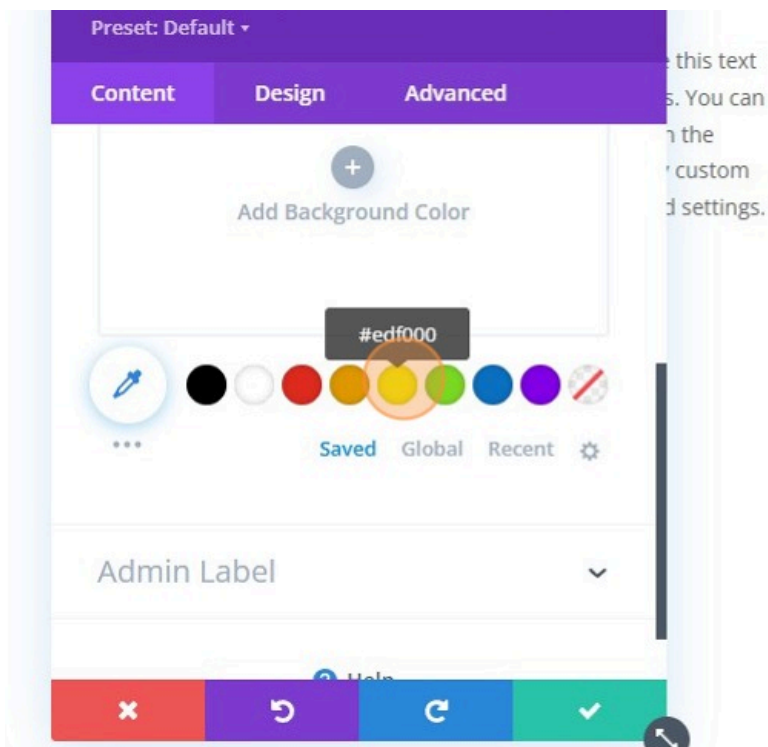 Preset: Default
Content Design Advanced
this text
s. You can
the
custom
d settings.
Add Background Color
#edf000
Saved Global Recent
Admin Label
Help